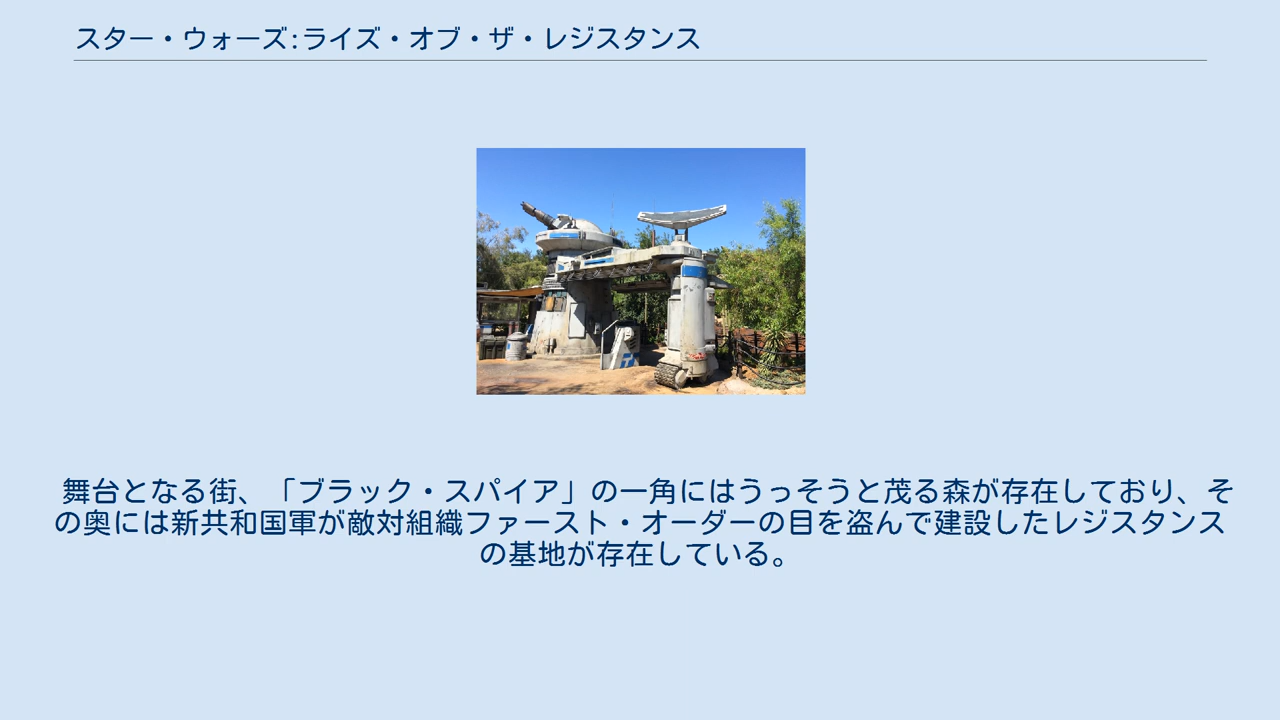 スター・ウォーズ:ライズ・オブ・ザ・レジスタンス
舞台となる街、「ブラック・スパイア」の一角にはうっそうと茂る森が存在しており、そ
の奥には新共和国軍が敵対組織ファースト・オーダーの目を盗んで建設したレジスタンス
の基地が存在している。